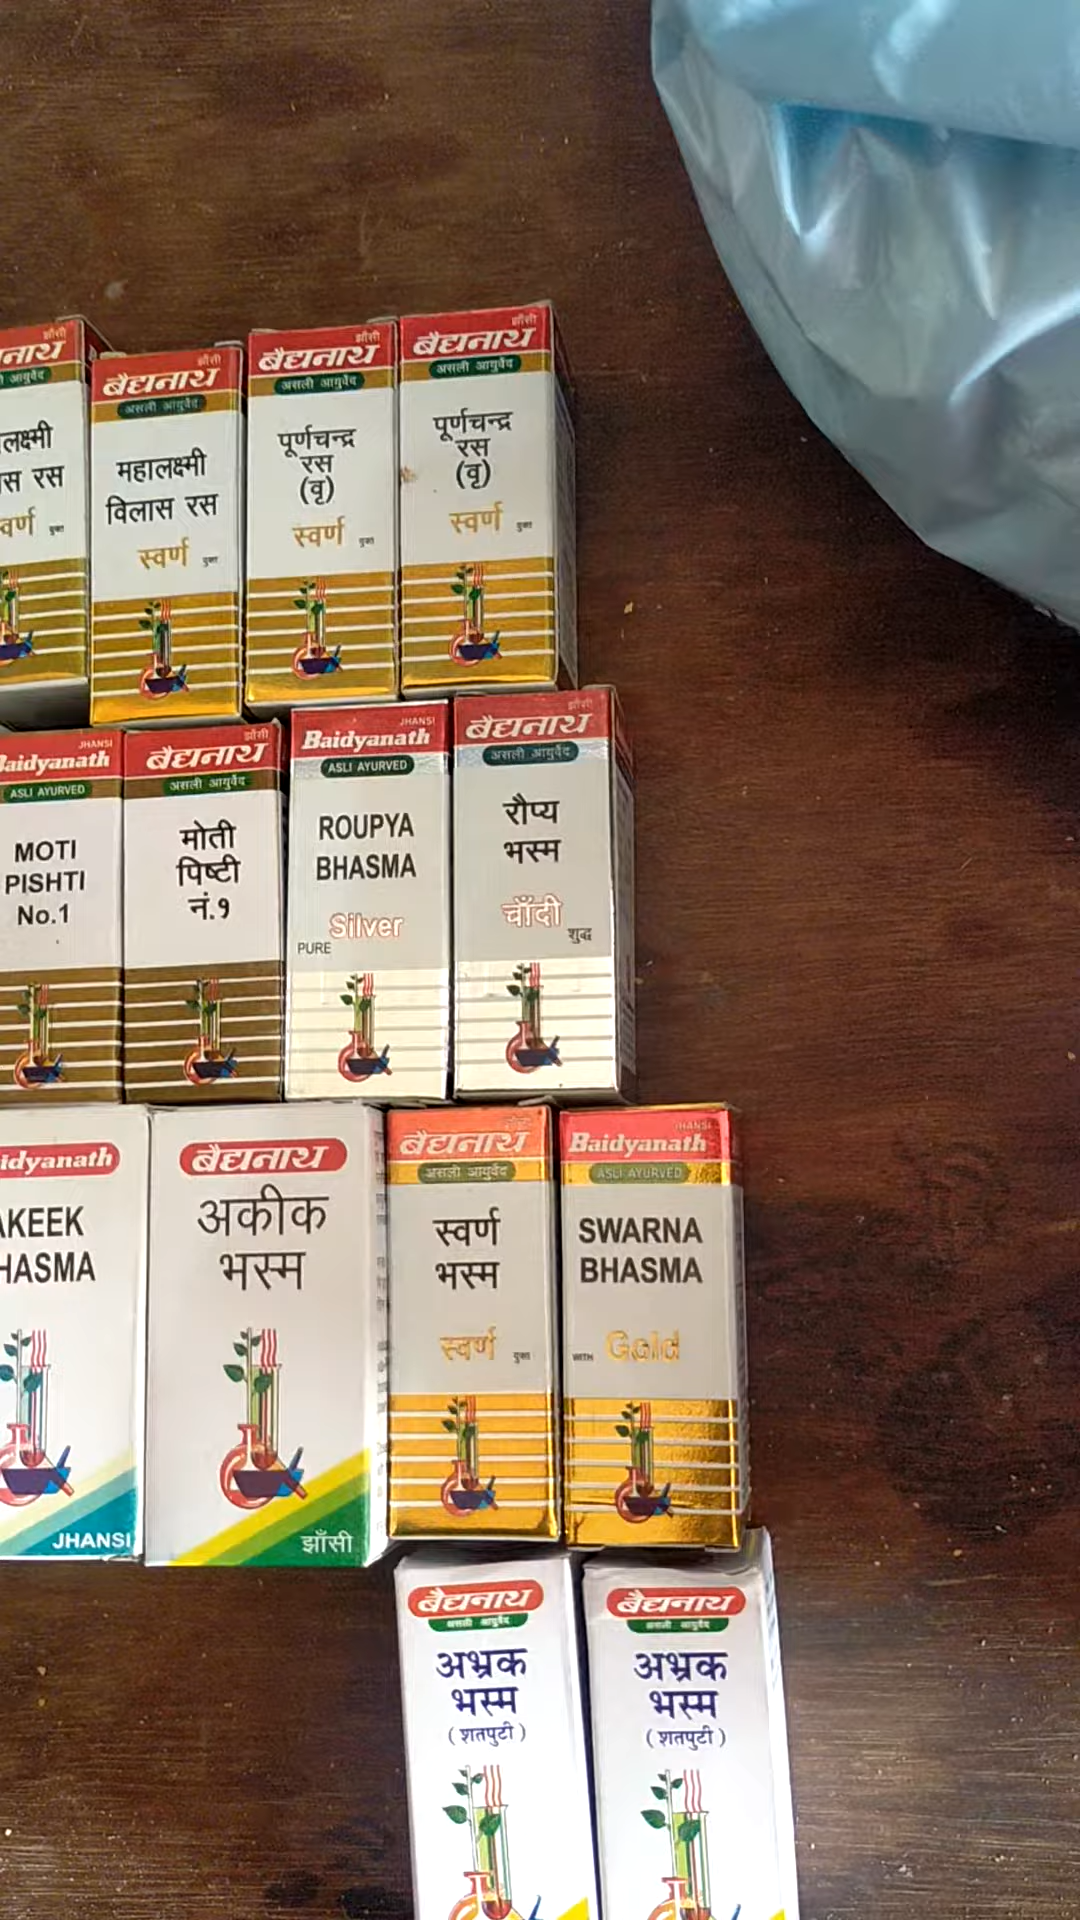 झाँसी
बैद्यनाथ
असली आयुर्वेद
महालक्ष्मी
विलास रस
स्वर्ण युक्त
झाँसी
बैद्यनाथ
असली आयुर्वेद
पूर्णचन्द्र
रस
(वृ)
स्वर्ण युक्त
झाँसी
बैद्यनाथ
असली आयुर्वेद
पूर्णचन्द्र
रस
(वृ)
स्वर्ण युक्त
झाँसी
आयुर्वेद
लक्ष्मी
रस
JHANSI
Baidyanath
ASLI AYURVED
MOTI
PISHTI
No.1
झाँसी
बैद्यनाथ
असली आयुर्वेद
मोती
पिष्टी
नं.१
JHANSI
Baidyanath
ASLI AYURVED
ROUPYA
BHASMA
PURE Silver
झाँसी
बैद्यनाथ
असली आयुर्वेद
रौप्य
भस्म
चाँदी शुद्ध
idyanath
AKEEK
HASMA
JHANSI
बैद्यनाथ
अकीक
भस्म
झाँसी
झाँसी
बैद्यनाथ
असली आयुर्वेद
स्वर्ण
भस्म
स्वर्ण युक्त
JHANSI
Baidyanath
ASLI AYURVED
SWARNA
BHASMA
WITH Gold
बैद्यनाथ
असली आयुर्वेद
अभ्रक
भस्म
(शतपुटी)
बैद्यनाथ
असली आयुर्वेद
अभ्रक
भस्म
(शतपुटी)